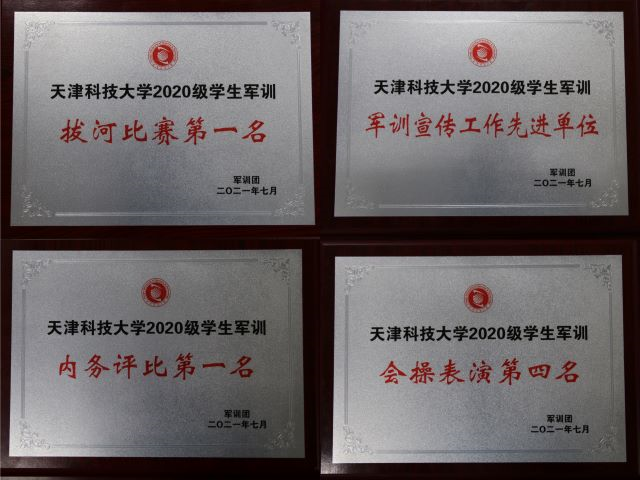 天津科技大学2020级学生军训
拔河比赛第一名
军训团
二〇二一年七月
天津科技大学2020级学生军训
军训宣传工作先进单位
军训团
二〇二一年七月
天津科技大学2020级学生军训
内务评比第一名
军训团
二〇二一年七月
天津科技大学2020级学生军训
会操表演第四名
军训团
二〇二一年七月